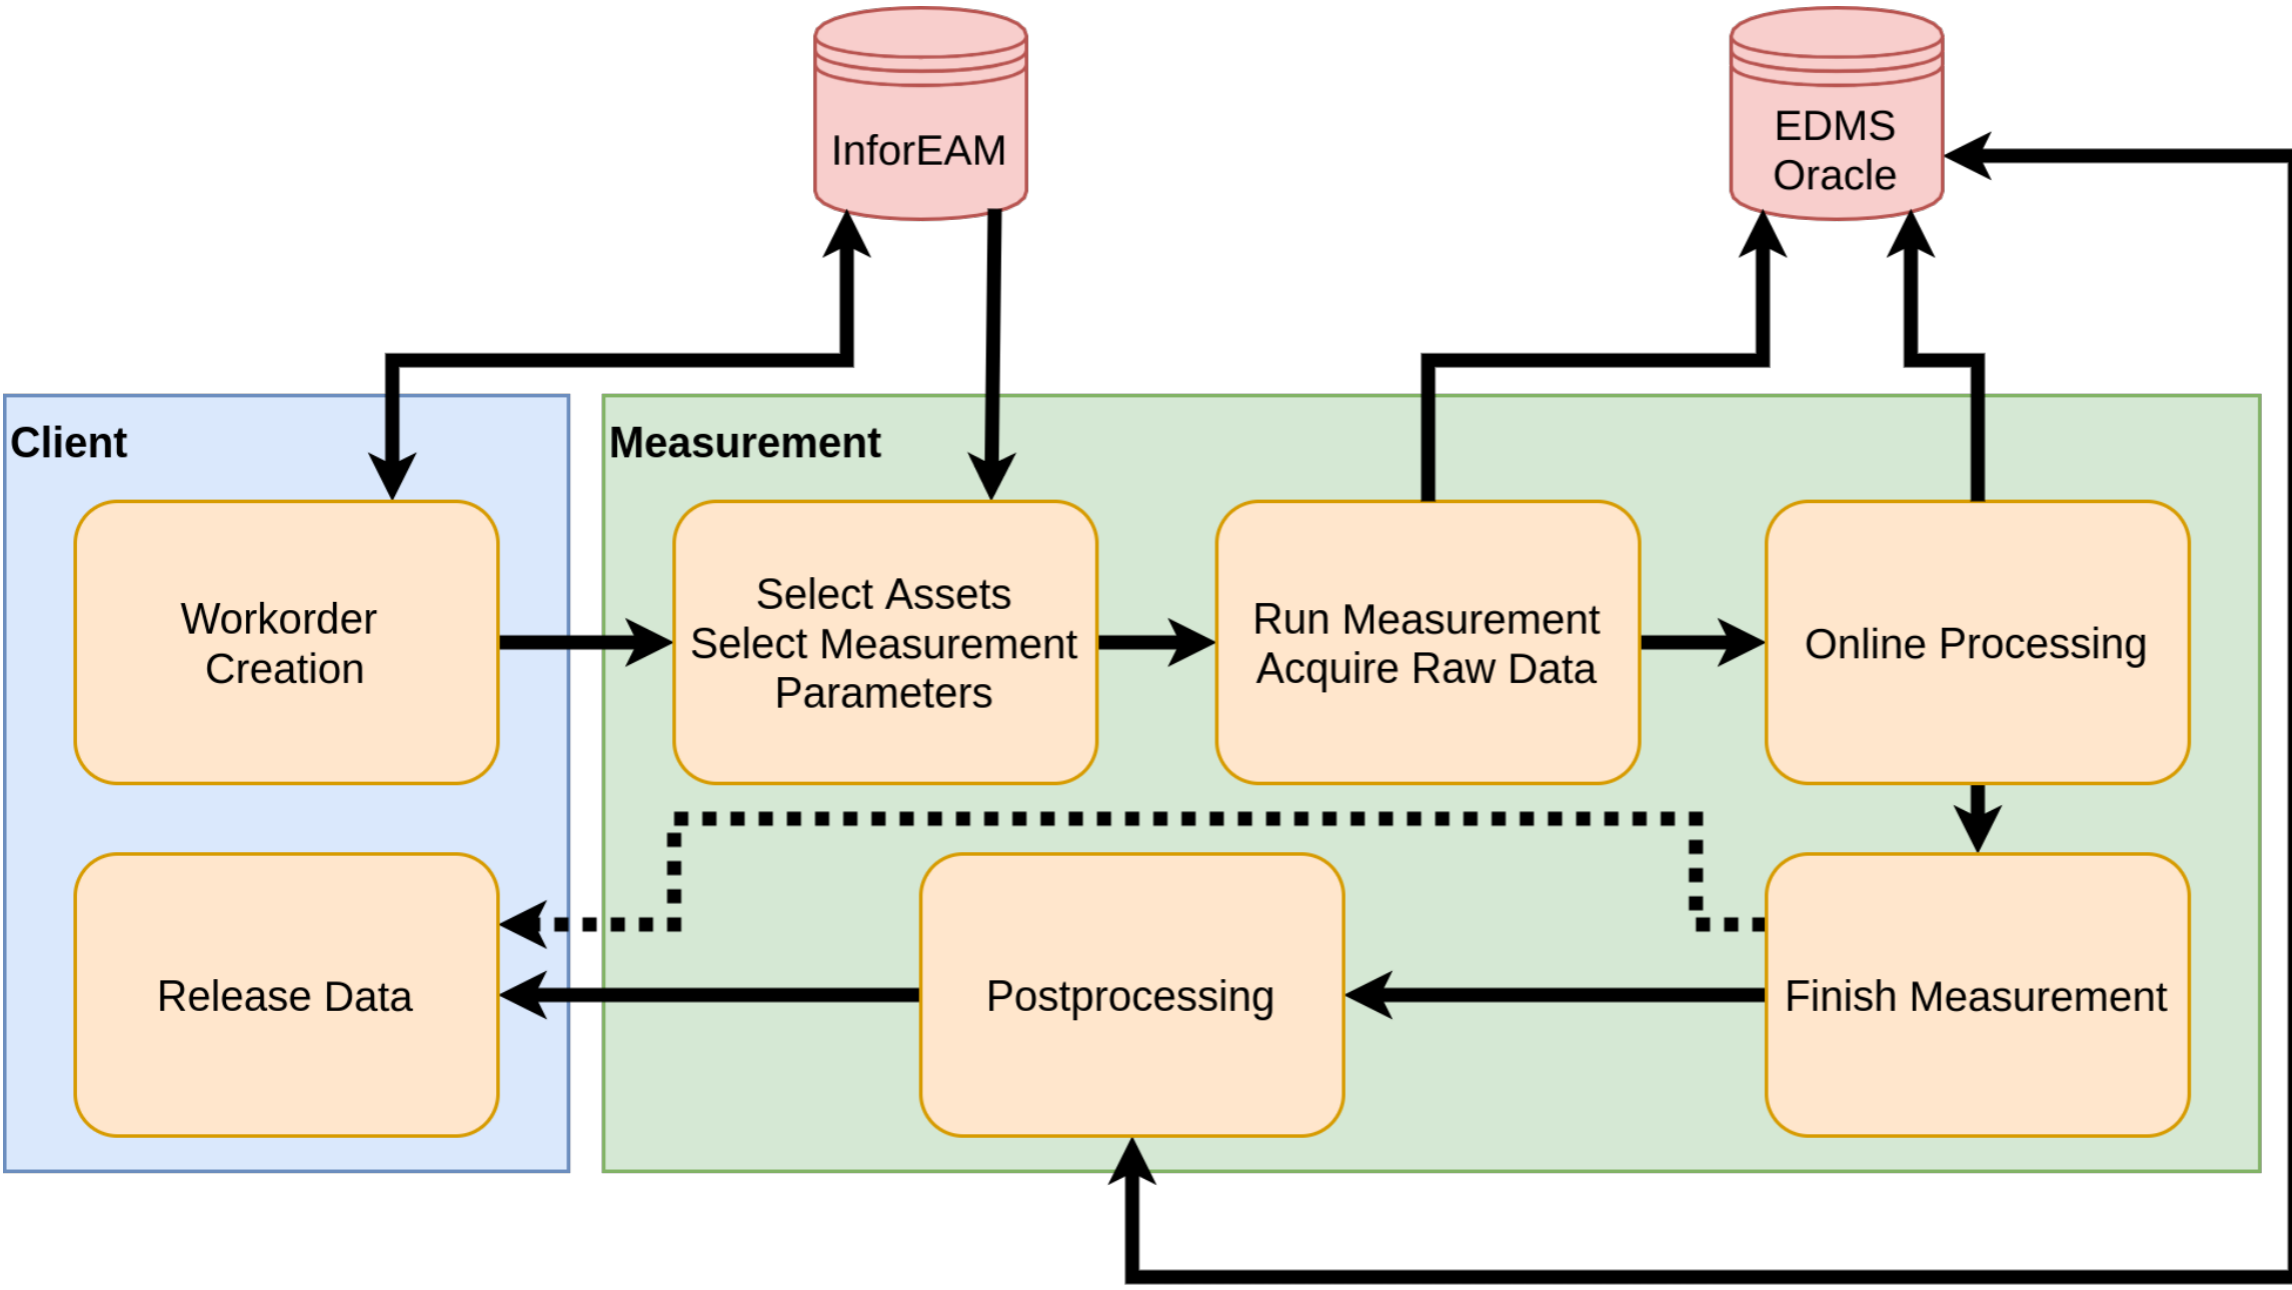 InforEAM
EDMS
Oracle
Client
Measurement
Workorder
Creation
Select Assets
Select Measurement
Parameters
Run Measurement
Acquire Raw Data
Online Processing
Release Data
Postprocessing
Finish Measurement